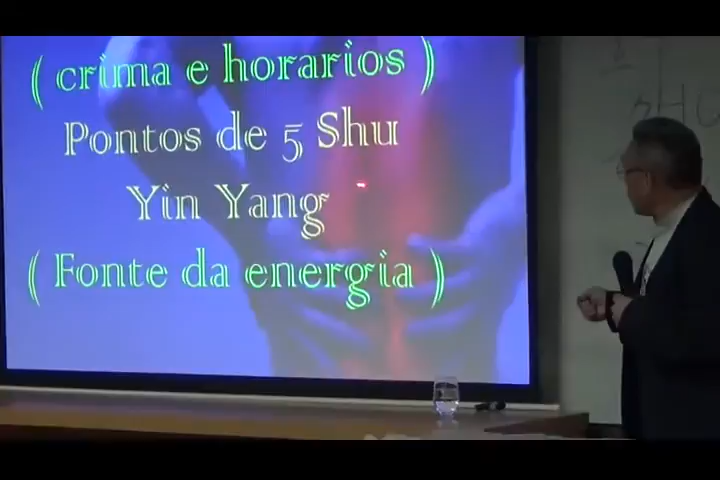 ( crima e horarios )
Pontos de 5 Shu
Yin Yang
( Fonte da energia )